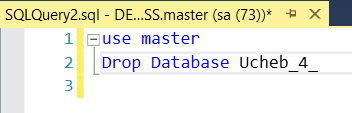 SQLQuery2.sql - DE...SS.master (sa (73))*
1 use master
2 Drop Database Ucheb_4_
3